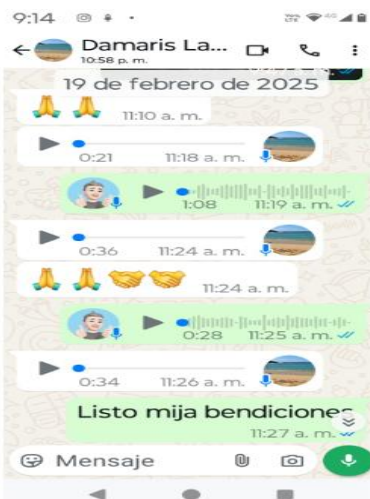 9:14
Damaris La...
10:58 p. m.
19 de febrero de 2025
11:10 a. m.
0:21 11:18 a. m.
1:08 11:19 a. m.
0:36 11:24 a. m.
11:24 a. m.
0:28 11:25 a. m.
0:34 11:26 a. m.
Listo mija bendiciones
11:27 a. m.
Mensaje